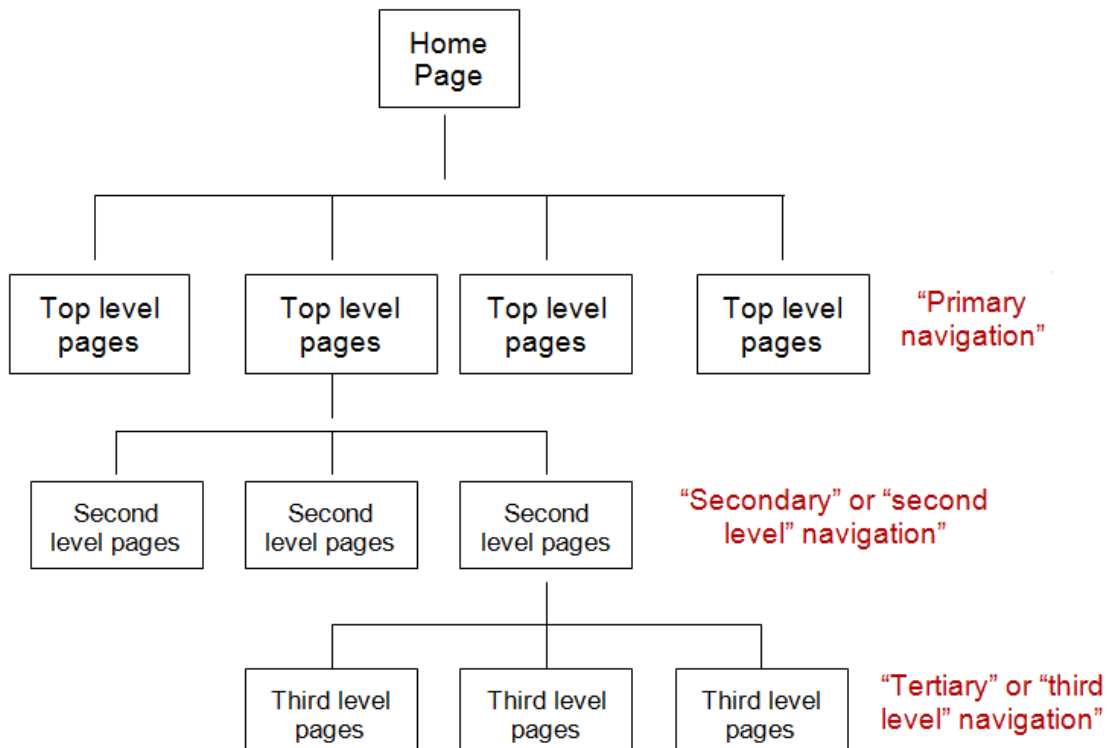 Home
Page
Top level
pages
Top level
pages
Top level
pages
Top level
pages
“Primary
navigation”
Second
level pages
Second
level pages
Second
level pages
“Secondary” or “second
level” navigation”
Third level
pages
Third level
pages
Third level
pages
“Tertiary” or “third
level” navigation”